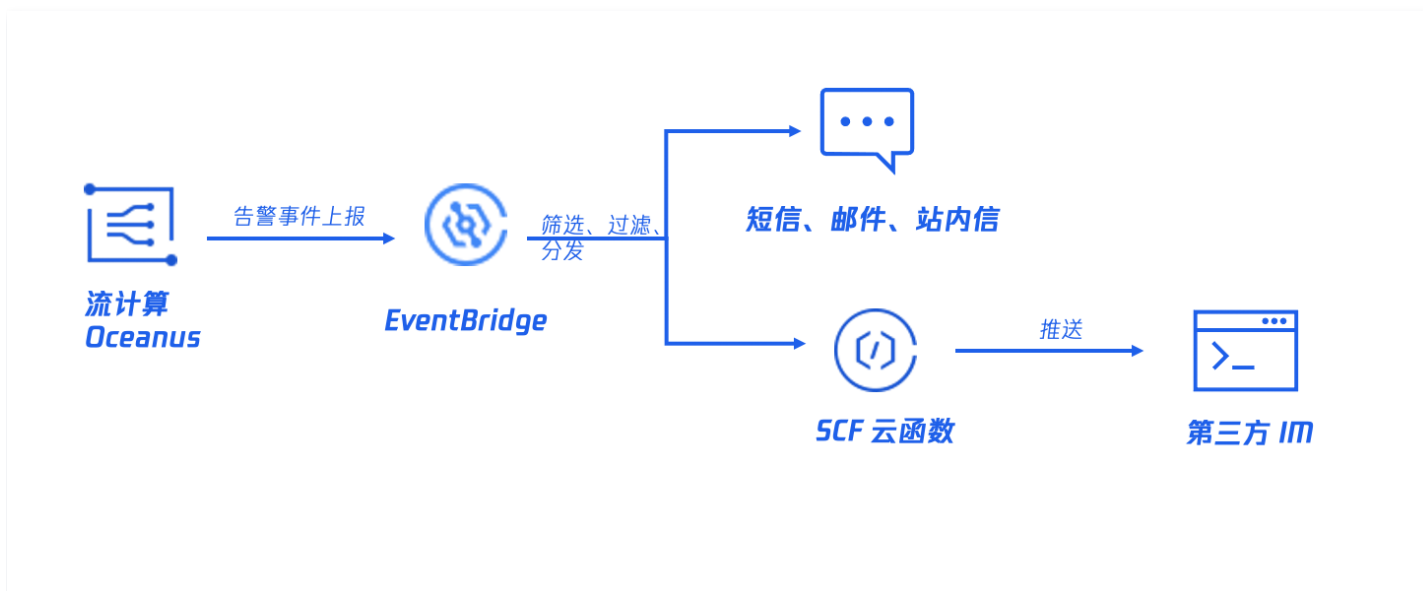 告警事件上报
筛选、过滤、
分发
短信、邮件、站内信
流计算
Oceanus
EventBridge
推送
SCF 云函数
第三方 IM